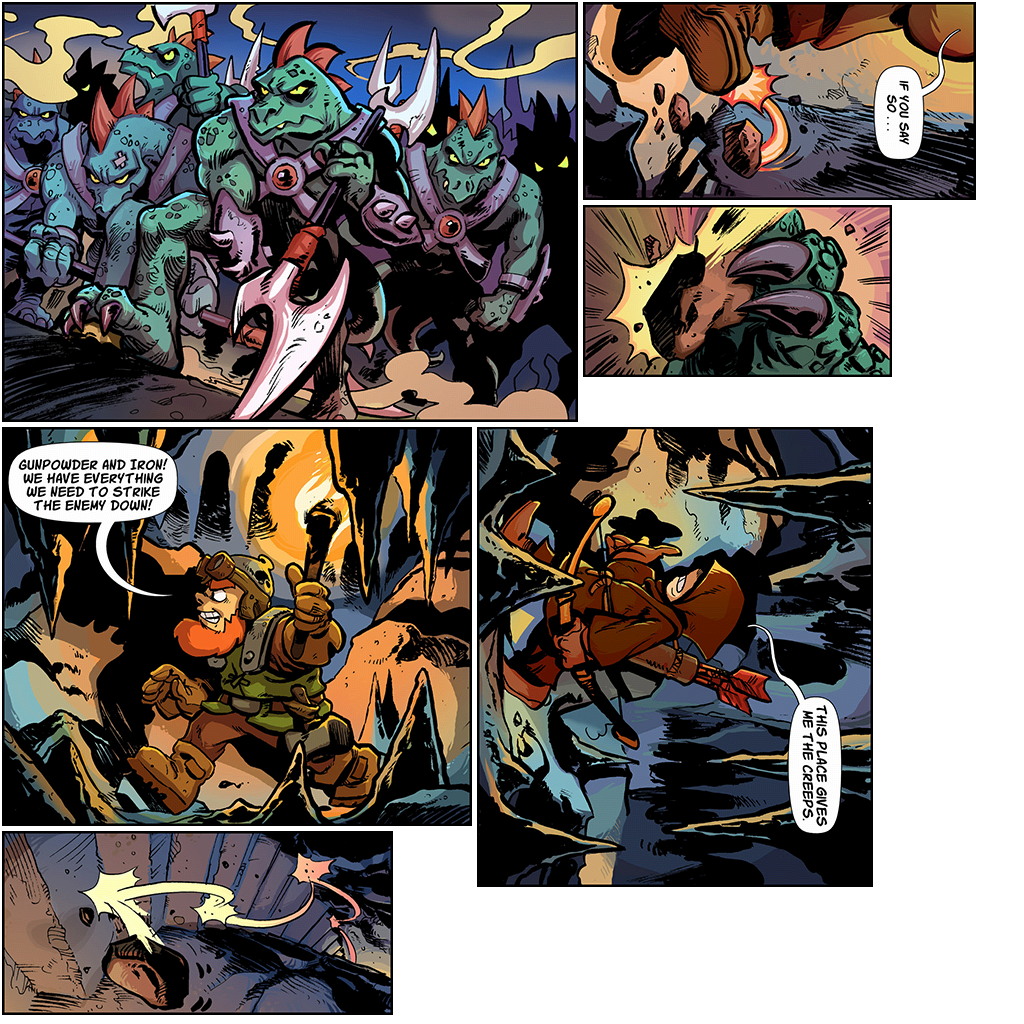 IF YOU SAY
SO . . .
GUNPOWDER AND IRON!
WE HAVE EVERYTHING
WE NEED TO STRIKE
THE ENEMY DOWN!
THIS PLACE GIVES
ME THE CREEPS.